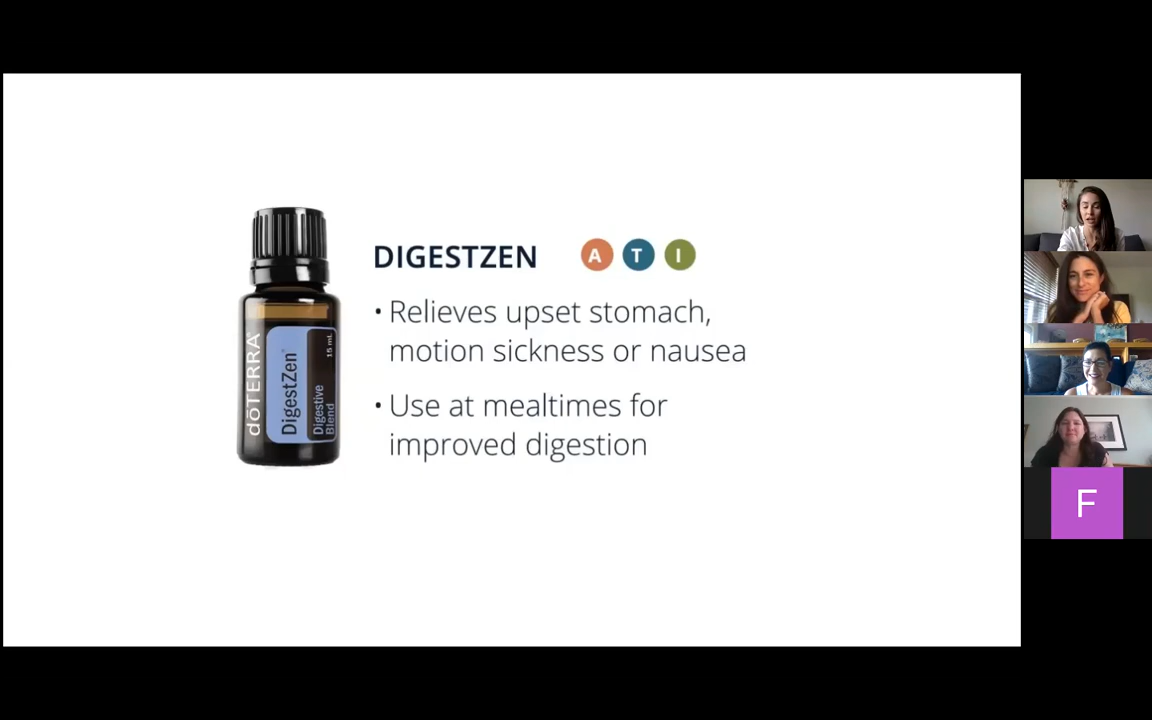 DIGESTZEN A T I
• Relieves upset stomach,
motion sickness or nausea
• Use at mealtimes for
improved digestion
dōTERRA®
DigestZen®
Digestive
Blend
15 mL
F